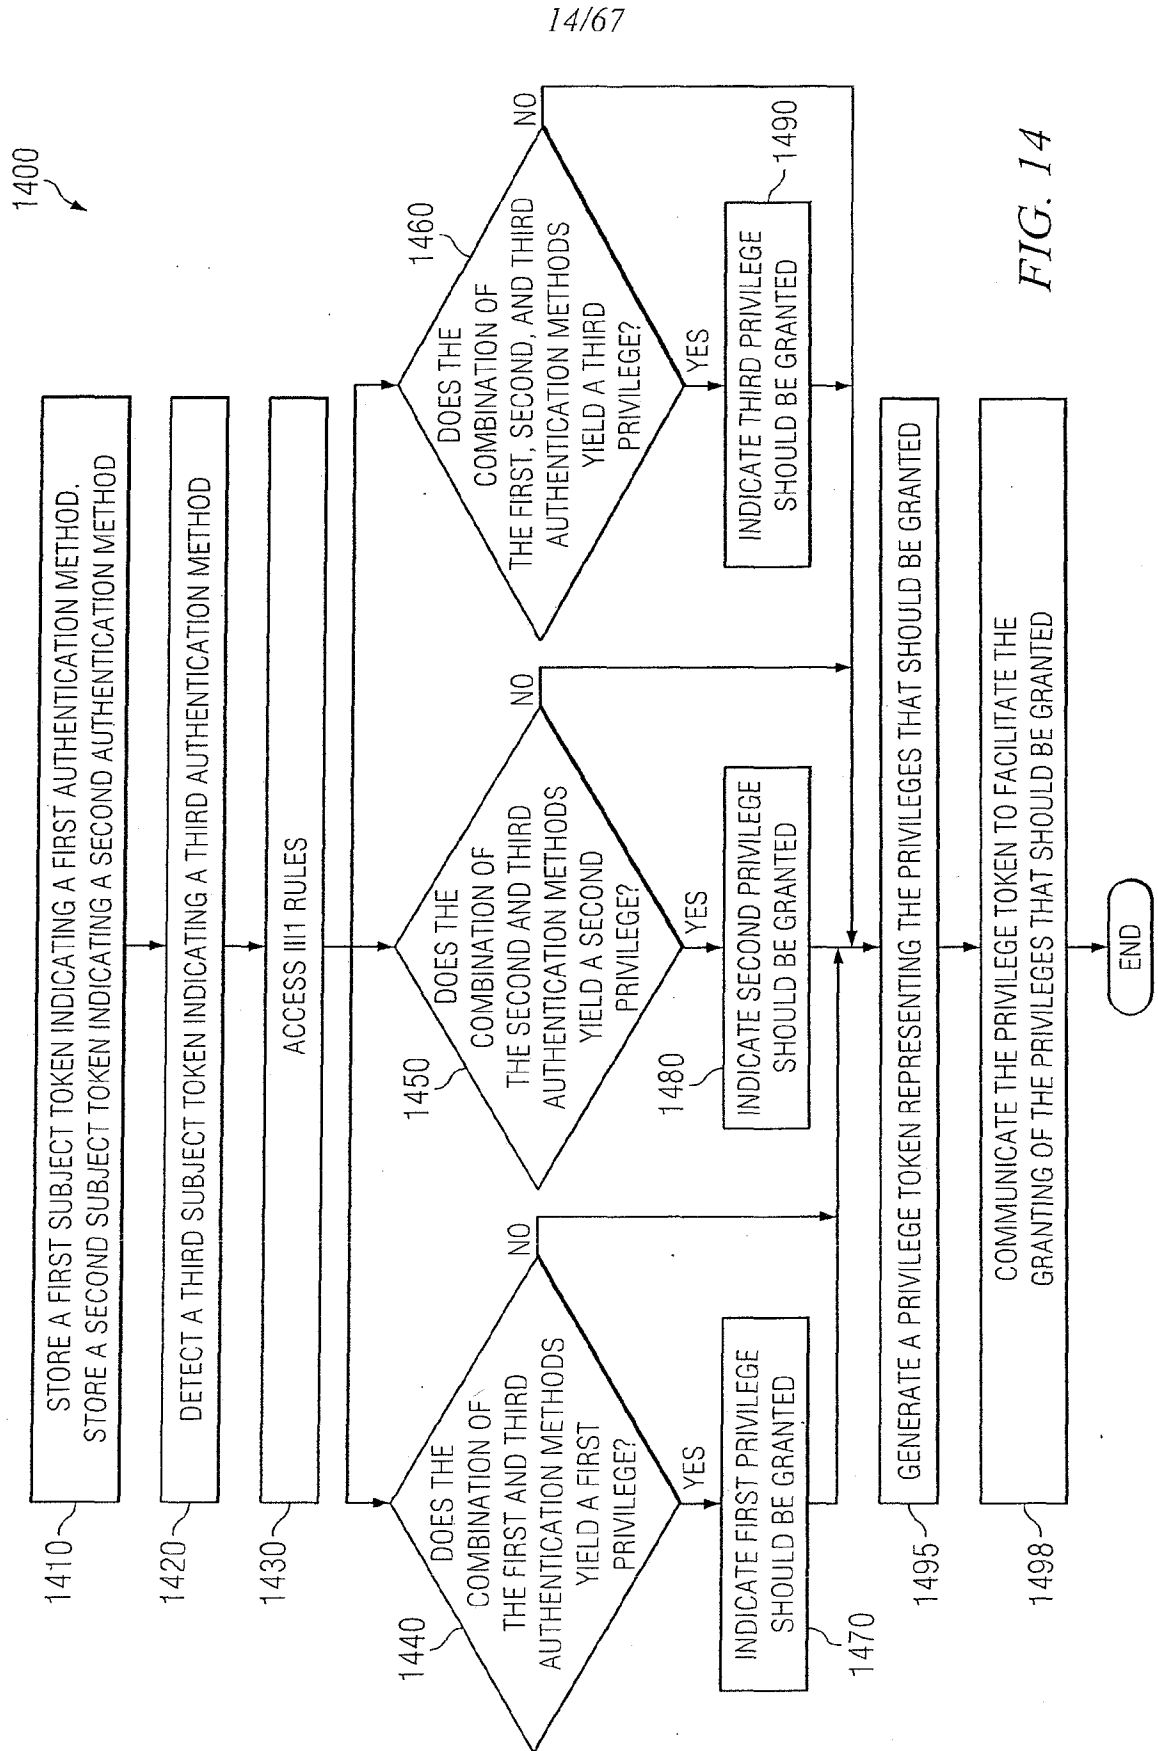 14/67
1400
1410
STORE A FIRST SUBJECT TOKEN INDICATING A FIRST AUTHENTICATION METHOD.
STORE A SECOND SUBJECT TOKEN INDICATING A SECOND AUTHENTICATION METHOD
1420
DETECT A THIRD SUBJECT TOKEN INDICATING A THIRD AUTHENTICATION METHOD
1430
ACCESS III1 RULES
1440
DOES THE
COMBINATION OF
THE FIRST AND THIRD
AUTHENTICATION METHODS
YIELD A FIRST
PRIVILEGE?
NO
YES
1450
DOES THE
COMBINATION OF
THE SECOND AND THIRD
AUTHENTICATION METHODS
YIELD A SECOND
PRIVILEGE?
NO
YES
1460
DOES THE
COMBINATION OF
THE FIRST, SECOND, AND THIRD
AUTHENTICATION METHODS
YIELD A THIRD
PRIVILEGE?
NO
YES
INDICATE FIRST PRIVILEGE
SHOULD BE GRANTED
1470
1480
INDICATE SECOND PRIVILEGE
SHOULD BE GRANTED
INDICATE THIRD PRIVILEGE
SHOULD BE GRANTED
1490
1495
GENERATE A PRIVILEGE TOKEN REPRESENTING THE PRIVILEGES THAT SHOULD BE GRANTED
1498
COMMUNICATE THE PRIVILEGE TOKEN TO FACILITATE THE
GRANTING OF THE PRIVILEGES THAT SHOULD BE GRANTED
END
FIG. 14